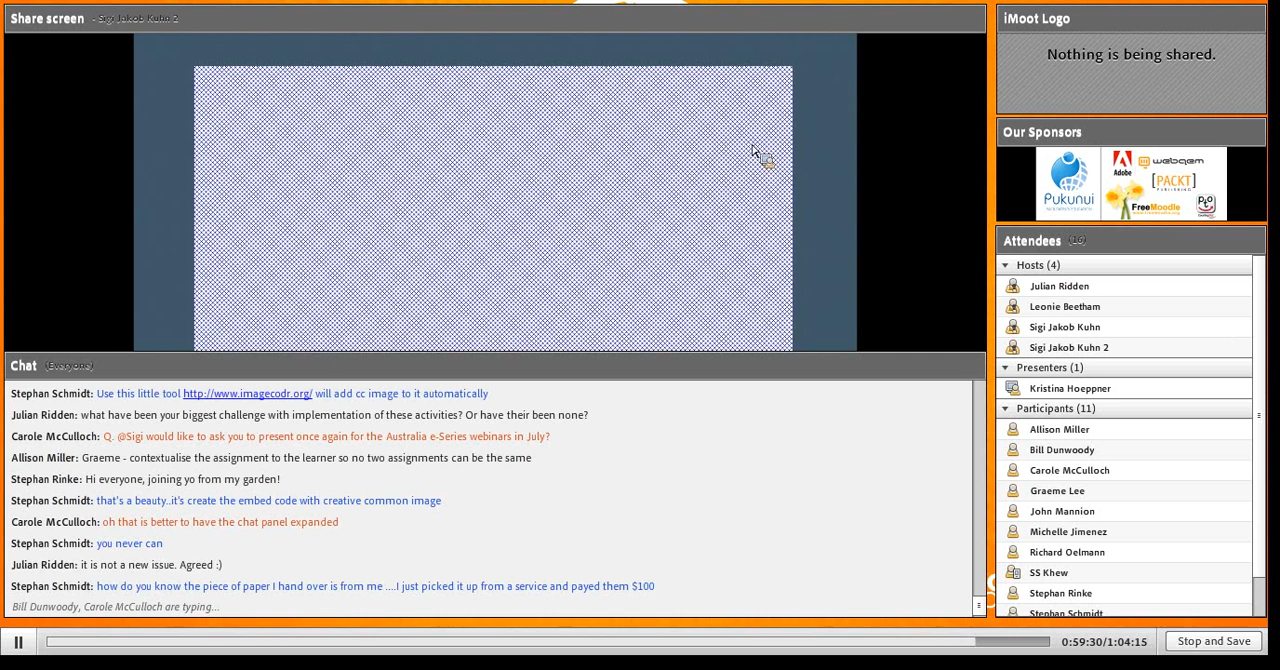 Share screen - Sigi Jakob Kuhn 2
iMoot Logo
Nothing is being shared.
Our Sponsors
Pukunui
Adobe
webgem
[PACKT]
PUBLISHING
FreeMoodle
Attendees (16)
Hosts (4)
Julian Ridden
Leonie Beetham
Sigi Jakob Kuhn
Sigi Jakob Kuhn 2
Presenters (1)
Kristina Hoeppner
Participants (11)
Allison Miller
Bill Dunwoody
Carole McCulloch
Graeme Lee
John Mannion
Michelle Jimenez
Richard Oelmann
SS Khew
Stephan Rinke
Stephan Schmidt
Chat (Everyone)
Stephan Schmidt: Use this little tool http://www.imagecodr.org/ will add cc image to it automatically
Julian Ridden: what have been your biggest challenge with implementation of these activities? Or have their been none?
Carole McCulloch: Q. @Sigi would like to ask you to present once again for the Australia e-Series webinars in July?
Allison Miller: Graeme - contextualise the assignment to the learner so no two assignments can be the same
Stephan Rinke: Hi everyone, joining yo from my garden!
Stephan Schmidt: that's a beauty..it's create the embed code with creative common image
Carole McCulloch: oh that is better to have the chat panel expanded
Stephan Schmidt: you never can
Julian Ridden: it is not a new issue. Agreed :)
Stephan Schmidt: how do you know the piece of paper I hand over is from me ....I just picked it up from a service and payed them $100
Bill Dunwoody, Carole McCulloch are typing...
0:59:30/1:04:15
Stop and Save